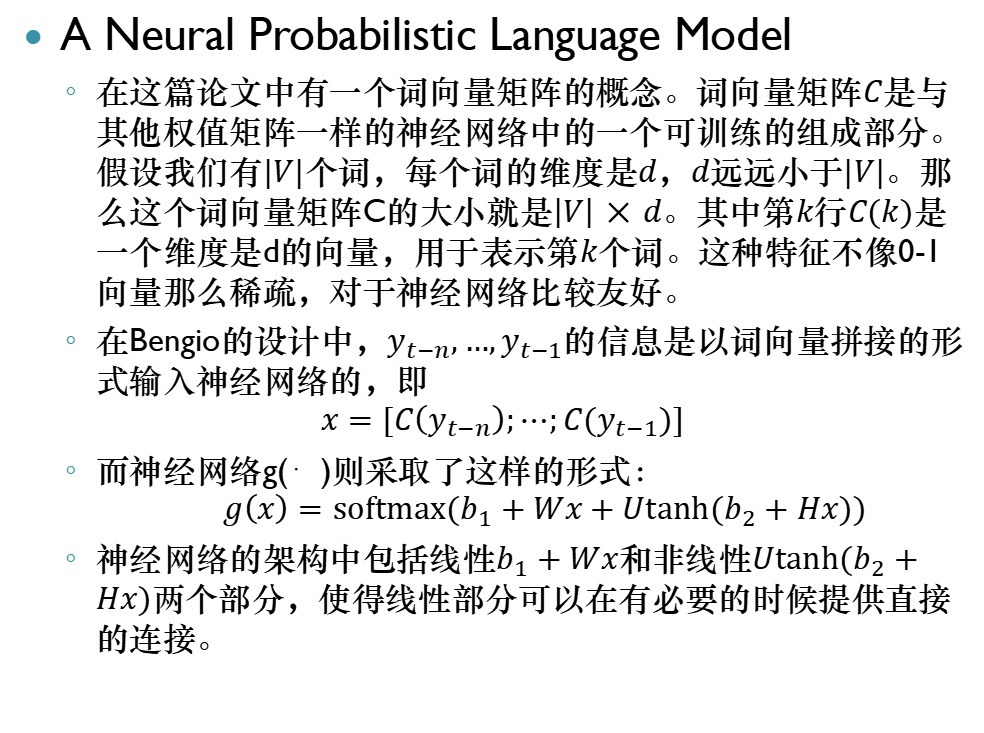 • A Neural Probabilistic Language Model
◦ 在这篇论文中有一个词向量矩阵的概念。词向量矩阵C是与
其他权值矩阵一样的神经网络中的一个可训练的组成部分。
假设我们有|V|个词，每个词的维度是d，d远远小于|V|。那
么这个词向量矩阵C的大小就是|V| × d。其中第k行C(k)是
一个维度是d的向量，用于表示第k个词。这种特征不像0-1
向量那么稀疏，对于神经网络比较友好。
◦ 在Bengio的设计中，y_{t−n}, …, y_{t−1}的信息是以词向量拼接的形
式输入神经网络的，即
x = [C(y_{t−n}); ⋯; C(y_{t−1})]
◦ 而神经网络g(· )则采取了这样的形式：
g(x) = softmax(b₁ + Wx + Utanh(b₂ + Hx))
◦ 神经网络的架构中包括线性b₁ + Wx和非线性Utanh(b₂ +
Hx)两个部分，使得线性部分可以在有必要的时候提供直接
的连接。